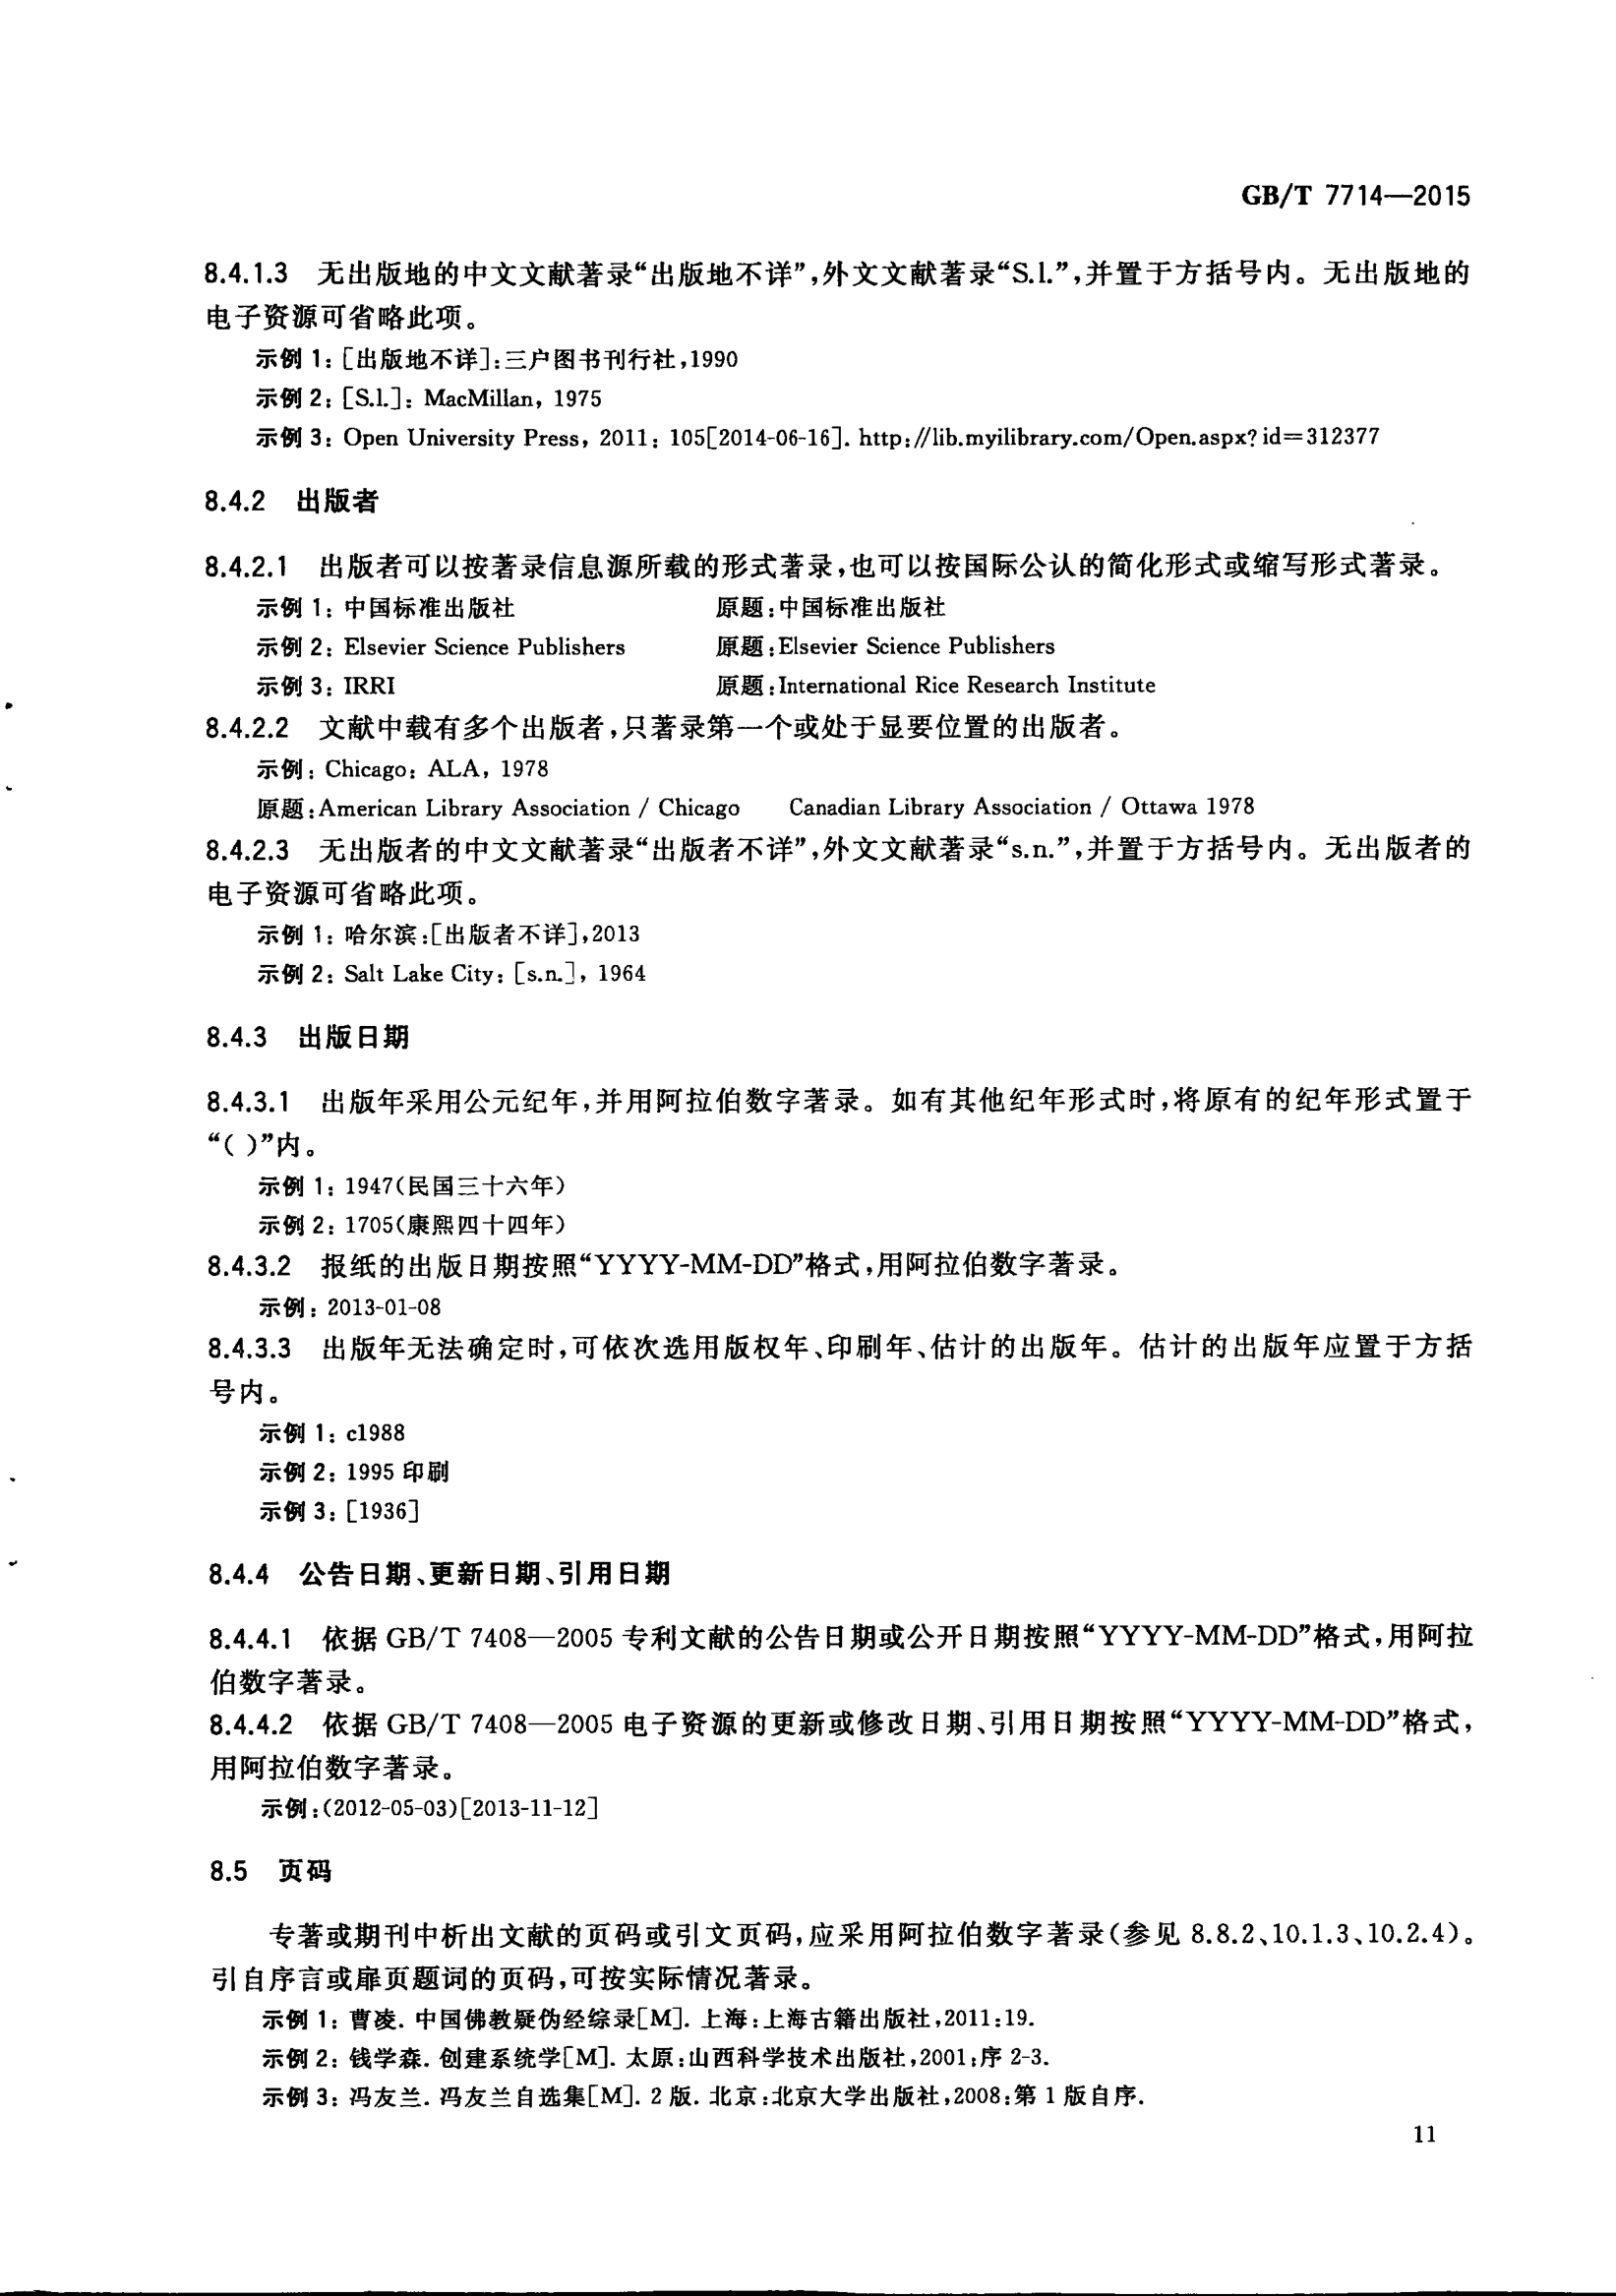 GB/T 7714—2015
8.4.1.3 无出版地的中文文献著录“出版地不详”,外文文献著录“S.l.”,并置于方括号内。无出版地的
电子资源可省略此项。
示例 1: [出版地不详]:三户图书刊行社,1990
示例 2: [S.l.]: MacMillan, 1975
示例 3: Open University Press, 2011: 105[2014-06-16]. http://lib.myilibrary.com/Open.aspx?id=312377
8.4.2 出版者
8.4.2.1 出版者可以按著录信息源所载的形式著录,也可以按国际公认的简化形式或缩写形式著录。
示例 1: 中国标准出版社 原题:中国标准出版社
示例 2: Elsevier Science Publishers 原题:Elsevier Science Publishers
示例 3: IRRI 原题:International Rice Research Institute
8.4.2.2 文献中载有多个出版者,只著录第一个或处于显要位置的出版者。
示例: Chicago: ALA, 1978
原题:American Library Association / Chicago Canadian Library Association / Ottawa 1978
8.4.2.3 无出版者的中文文献著录“出版者不详”,外文文献著录“s.n.”,并置于方括号内。无出版者的
电子资源可省略此项。
示例 1: 哈尔滨:[出版者不详],2013
示例 2: Salt Lake City: [s.n.], 1964
8.4.3 出版日期
8.4.3.1 出版年采用公元纪年,并用阿拉伯数字著录。如有其他纪年形式时,将原有的纪年形式置于
“( )”内。
示例 1: 1947(民国三十六年)
示例 2: 1705(康熙四十四年)
8.4.3.2 报纸的出版日期按照“YYYY-MM-DD”格式,用阿拉伯数字著录。
示例: 2013-01-08
8.4.3.3 出版年无法确定时,可依次选用版权年、印刷年、估计的出版年。估计的出版年应置于方括
号内。
示例 1: c1988
示例 2: 1995 印刷
示例 3: [1936]
8.4.4 公告日期、更新日期、引用日期
8.4.4.1 依据 GB/T 7408—2005 专利文献的公告日期或公开日期按照“YYYY-MM-DD”格式,用阿拉
伯数字著录。
8.4.4.2 依据 GB/T 7408—2005 电子资源的更新或修改日期、引用日期按照“YYYY-MM-DD”格式,
用阿拉伯数字著录。
示例:(2012-05-03)[2013-11-12]
8.5 页码
专著或期刊中析出文献的页码或引文页码,应采用阿拉伯数字著录(参见 8.8.2、10.1.3、10.2.4)。
引自序言或扉页题词的页码,可按实际情况著录。
示例 1: 曹凌. 中国佛教疑伪经综录[M]. 上海:上海古籍出版社,2011:19.
示例 2: 钱学森. 创建系统学[M]. 太原:山西科学技术出版社,2001:序 2-3.
示例 3: 冯友兰. 冯友兰自选集[M]. 2 版. 北京:北京大学出版社,2008:第 1 版自序.
11